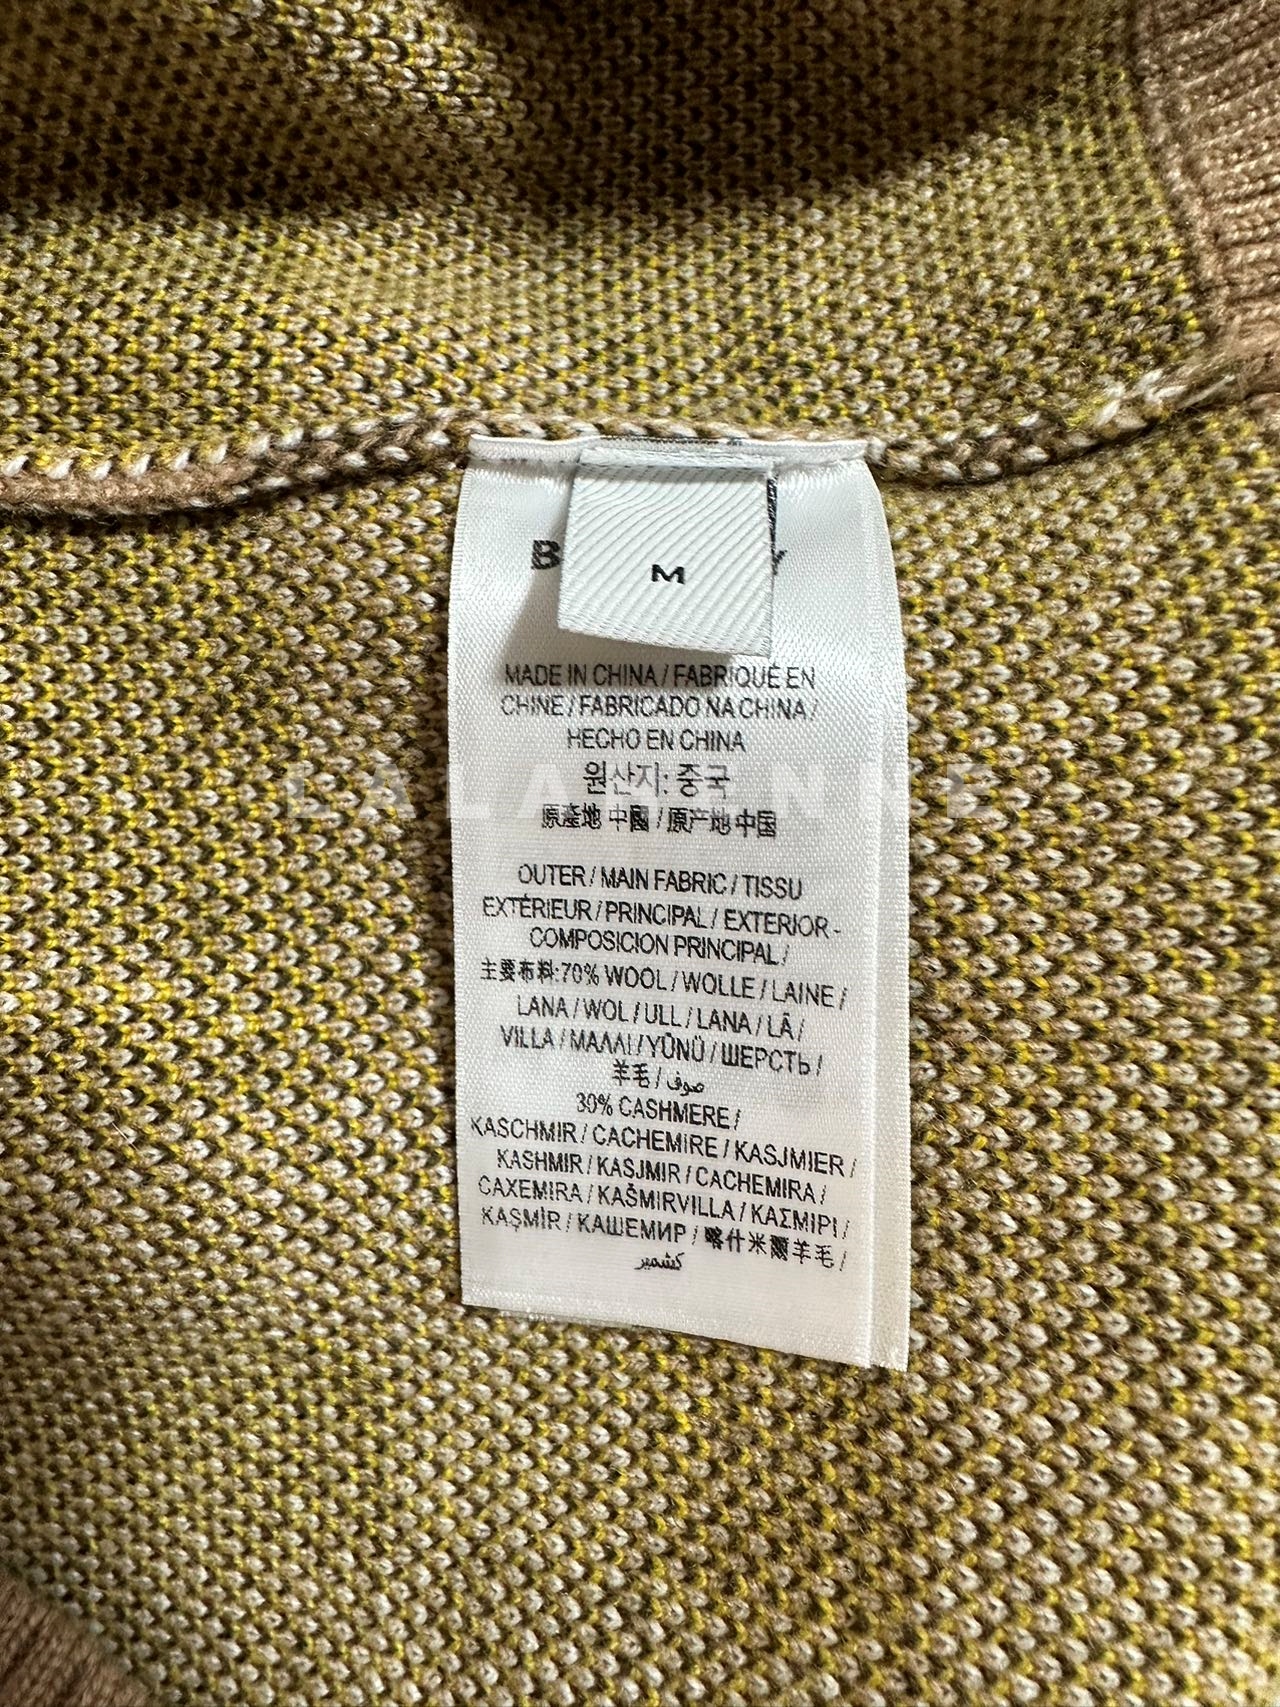 M
MADE IN CHINA / FABRIQUÉ EN
CHINE / FABRICADO NA CHINA /
HECHO EN CHINA
원산지: 중국
原產地 中國 / 原产地 中国
OUTER / MAIN FABRIC / TISSU
EXTÉRIEUR / PRINCIPAL / EXTERIOR -
COMPOSICION PRINCIPAL /
主要布料:70% WOOL / WOLLE / LAINE /
LANA / WOL / ULL / LANA / LÃ /
VILLA / ΜΑΛΛΙ / YÜNÜ / ШЕРСТЬ /
羊毛 / صوف
30% CASHMERE /
KASCHMIR / CACHEMIRE / KASJMIER /
KASHMIR / KASJMIR / CACHEMIRA /
CAXEMIRA / KAŠMIRVILLA / ΚΑΣΜΙΡΙ /
KAŞMİR / КАШЕМИР / 喀什米爾羊毛 /
كشمير